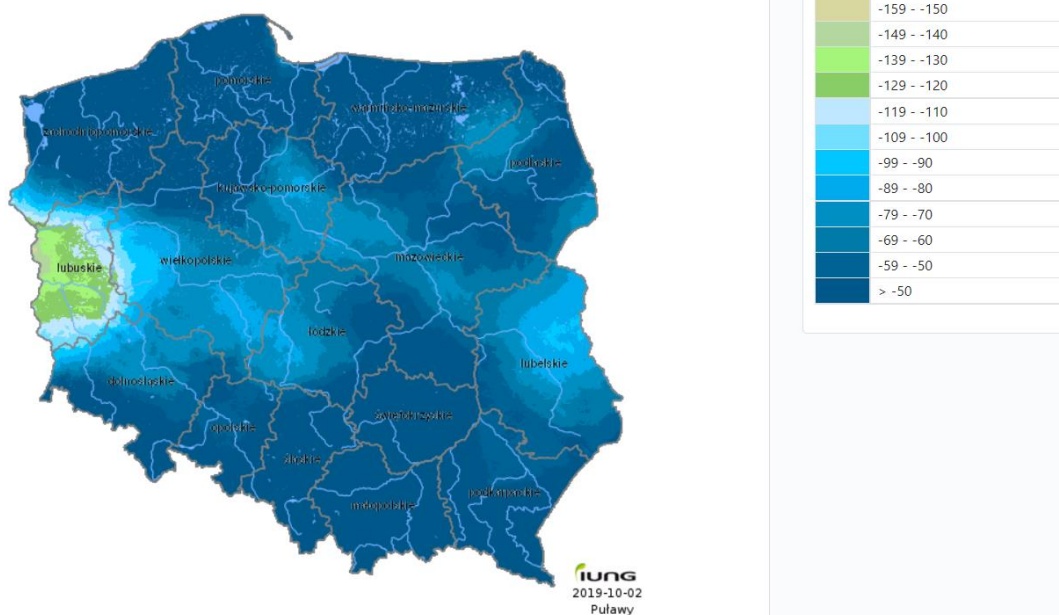 -159 - -150
-149 - -140
-139 - -130
-129 - -120
-119 - -110
-109 - -100
-99 - -90
-89 - -80
-79 - -70
-69 - -60
-59 - -50
> -50
pomorskie
warmińsko-mazurskie
zachodniopomorskie
podlaskie
kujawsko-pomorskie
mazowieckie
wielkopolskie
lubuskie
łódzkie
lubelskie
dolnośląskie
świętokrzyskie
opolskie
śląskie
podkarpackie
małopolskie
IUNG
2019-10-02
Puławy